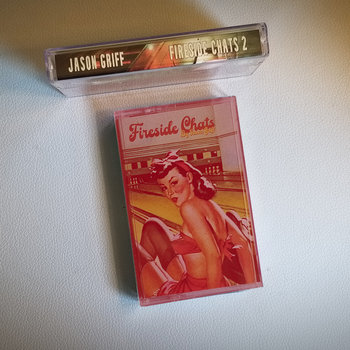 JASON GRIFF FIRESIDE CHATS 2
Fireside Chats